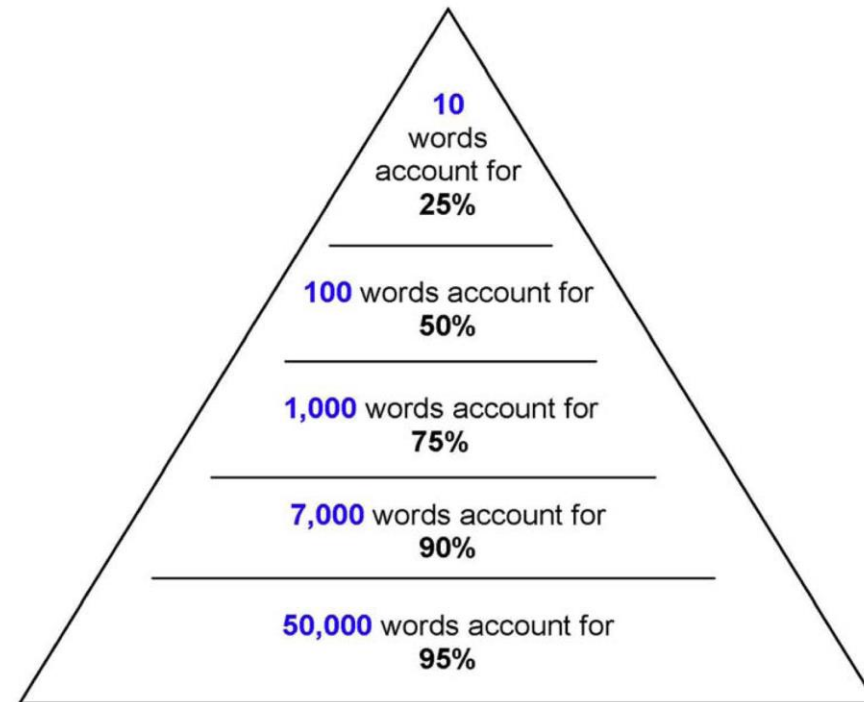 10
words
account for
25%
100 words account for
50%
1,000 words account for
75%
7,000 words account for
90%
50,000 words account for
95%